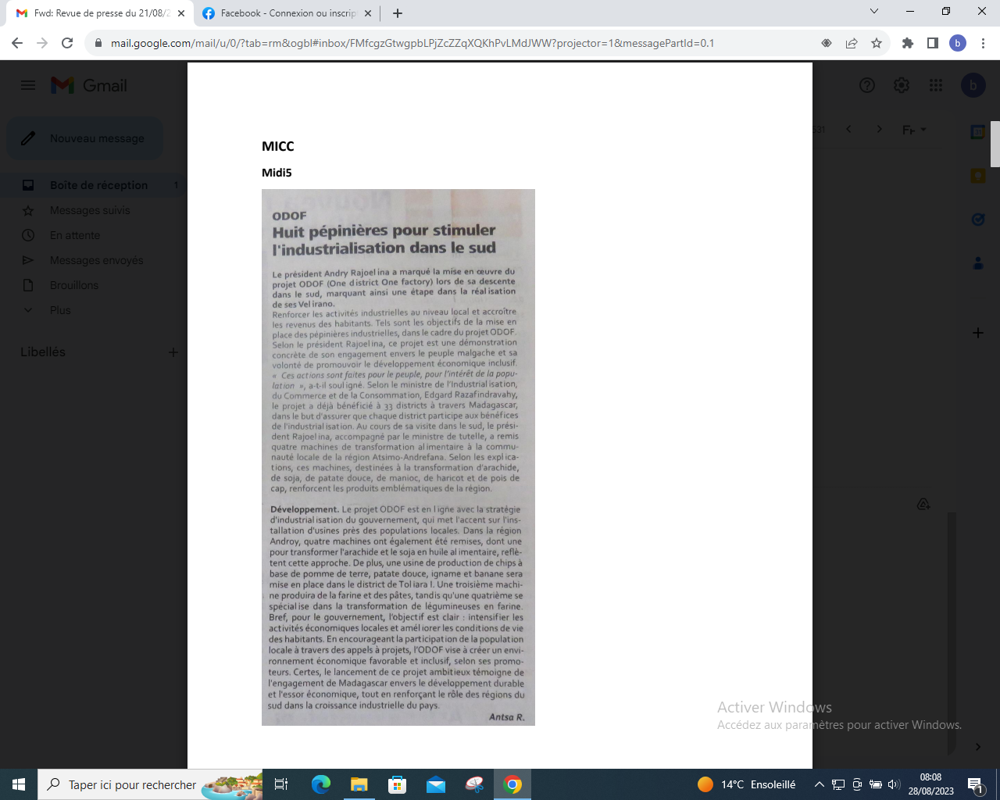 Fwd: Revue de presse du 21/08/2
Facebook - Connexion ou inscrip
mail.google.com/mail/u/0/?tab=rm&ogbl#inbox/FMfcgzGtwgpbLPjZcZZqXQKhPvLMdJWW?projector=1&messagePartId=0.1
b
Gmail
b
Nouveau message
531
Fr
Boîte de réception 1
Messages suivis
En attente
Messages envoyés
Brouillons
Plus
Libellés
MICC
Midi5
ODOF
Huit pépinières pour stimuler
l'industrialisation dans le sud
Le président Andry Rajoelina a marqué la mise en œuvre du
projet ODOF (One district One factory) lors de sa descente
dans le sud, marquant ainsi une étape dans la réalisation
de ses Velirano.
Renforcer les activités industrielles au niveau local et accroître
les revenus des habitants. Tels sont les objectifs de la mise en
place des pépinières industrielles, dans le cadre du projet ODOF.
Selon le président Rajoelina, ce projet est une démonstration
concrète de son engagement envers le peuple malgache et sa
volonté de promouvoir le développement économique inclusif.
« Ces actions sont faites pour le peuple, pour l'intérêt de la popu-
lation », a-t-il souligné. Selon le ministre de l'Industrialisation,
du Commerce et de la Consommation, Edgard Razafindravahy,
le projet a déjà bénéficié à 33 districts à travers Madagascar,
dans le but d'assurer que chaque district participe aux bénéfices
de l'industrialisation. Au cours de sa visite dans le sud, le prési-
dent Rajoelina, accompagné par le ministre de tutelle, a remis
quatre machines de transformation alimentaire à la commu-
nauté locale de la région Atsimo-Andrefana. Selon les explica-
tions, ces machines, destinées à la transformation d'arachide,
de soja, de patate douce, de manioc, de haricot et de pois de
cap, renforcent les produits emblématiques de la région.
Développement. Le projet ODOF est en ligne avec la stratégie
d'industrialisation du gouvernement, qui met l'accent sur l'ins-
tallation d'usines près des populations locales. Dans la région
Androy, quatre machines ont également été remises, dont une
pour transformer l'arachide et le soja en huile alimentaire, reflè-
tent cette approche. De plus, une usine de production de chips à
base de pomme de terre, patate douce, igname et banane sera
mise en place dans le district de Toliara I. Une troisième machi-
ne produira de la farine et des pâtes, tandis qu'une quatrième se
spécialise dans la transformation de légumineuses en farine.
Bref, pour le gouvernement, l'objectif est clair : intensifier les
activités économiques locales et améliorer les conditions de vie
des habitants. En encourageant la participation de la population
locale à travers des appels à projets, l'ODOF vise à créer un envi-
ronnement économique favorable et inclusif, selon ses promo-
teurs. Certes, le lancement de ce projet ambitieux témoigne de
l'engagement de Madagascar envers le développement durable
et l'essor économique, tout en renforçant le rôle des régions du
sud dans la croissance industrielle du pays.
Antsa R.
Activer Windows
Accédez aux paramètres pour activer Windows.
Taper ici pour rechercher
14°C Ensoleillé
08:08
28/08/2023
1